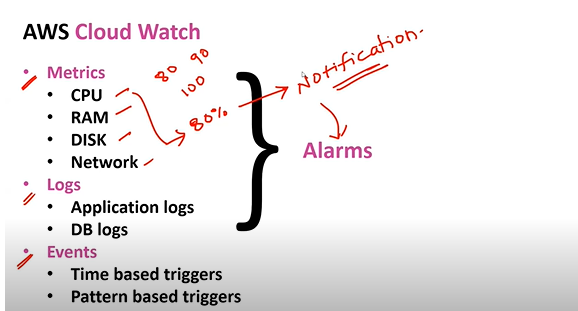 AWS Cloud Watch
• Metrics
• CPU
• RAM
• DISK
• Network
• Logs
• Application logs
• DB logs
• Events
• Time based triggers
• Pattern based triggers
80 90
100
80%
Notification.
Alarms